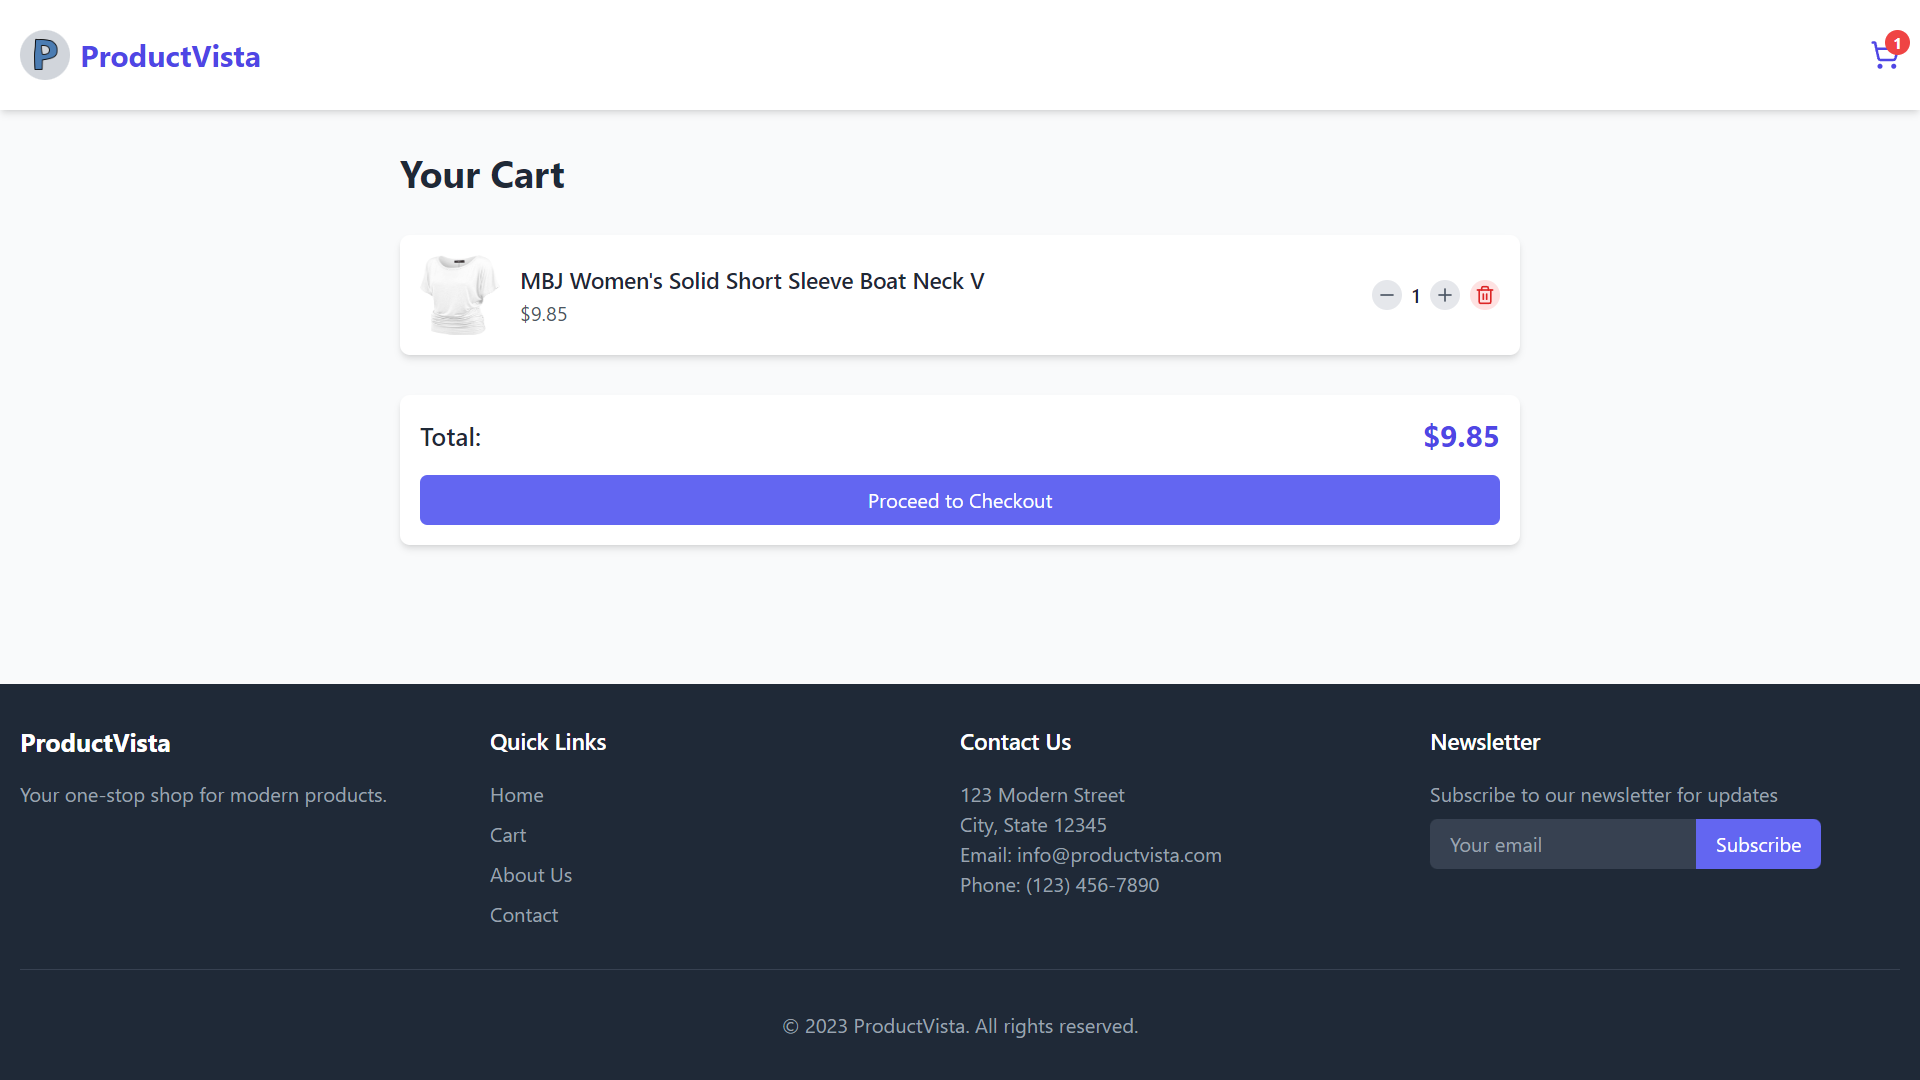 P ProductVista
1
Your Cart
MBJ Women's Solid Short Sleeve Boat Neck V
$9.85
1
Total:
$9.85
Proceed to Checkout
ProductVista
Your one-stop shop for modern products.
Quick Links
Home
Cart
About Us
Contact
Contact Us
123 Modern Street
City, State 12345
Email: info@productvista.com
Phone: (123) 456-7890
Newsletter
Subscribe to our newsletter for updates
Your email
Subscribe
© 2023 ProductVista. All rights reserved.